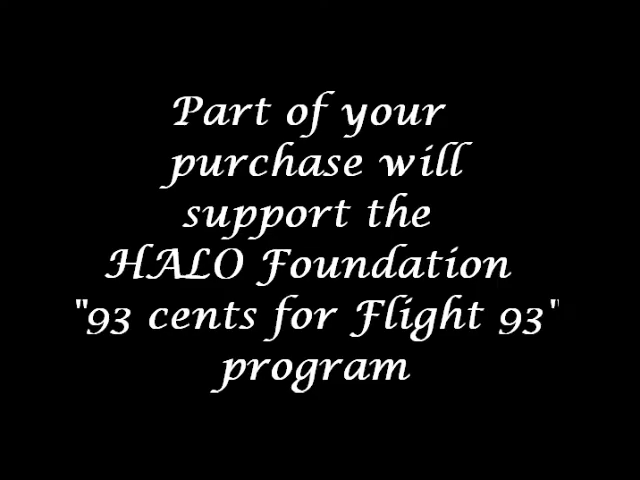 Part of your
purchase will
support the
HALO Foundation
"93 cents for Flight 93"
program